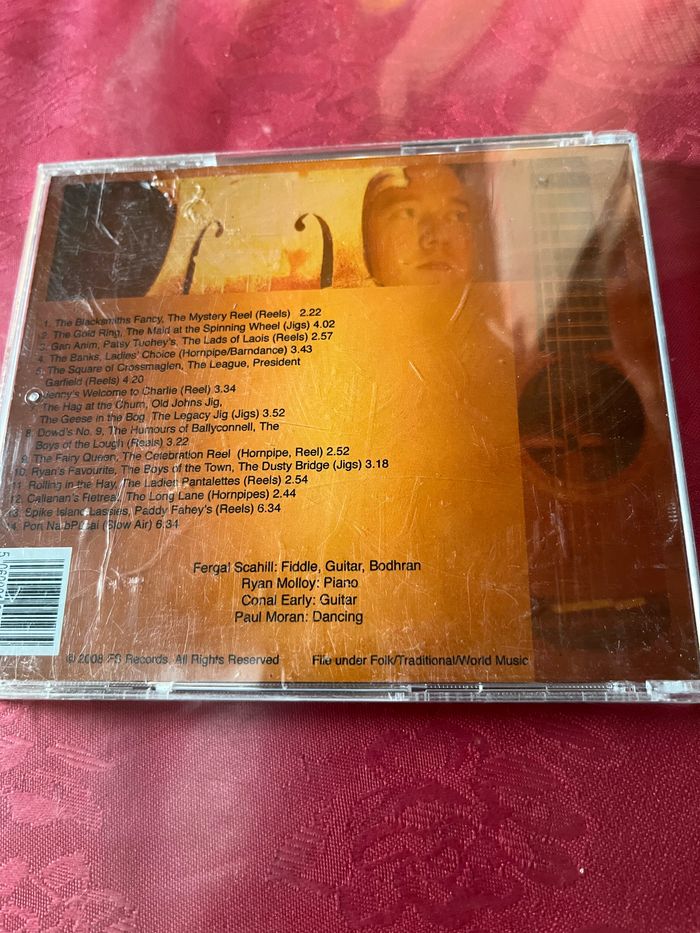 1. The Blacksmiths Fancy, The Mystery Reel (Reels) 2.22
2. The Gold Ring, The Maid at the Spinning Wheel (Jigs) 4.02
3. Gan Anim, Patsy Tuohey's, The Lads of Laois (Reels) 2.57
4. The Banks, Ladies' Choice (Hornpipe/Barndance) 3.43
5. The Square of Crossmaglen, The League, President
Garfield (Reels) 4.20
Jenny's Welcome to Charlie (Reel) 3.34
7. The Hag at the Churn, Old Johns Jig,
The Geese in the Bog, The Legacy Jig (Jigs) 3.52
8. Dowd's No. 9, The Humours of Ballyconnell, The
Boys of the Lough (Reels) 3.22
9. The Fairy Queen, The Celebration Reel (Hornpipe, Reel) 2.52
10. Ryan's Favourite, The Boys of the Town, The Dusty Bridge (Jigs) 3.18
11. Rolling in the Hay, The Ladies Pantalettes (Reels) 2.54
12. Callanan's Retreat, The Long Lane (Hornpipes) 2.44
13. Spike Island Lassies, Paddy Fahey's (Reels) 6.34
14. Port Na bPúcaí (Slow Air) 6.34
Fergal Scahill: Fiddle, Guitar, Bodhran
Ryan Molloy: Piano
Conal Early: Guitar
Paul Moran: Dancing
© 2008 FS Records, All Rights Reserved File under Folk/Traditional/World Music